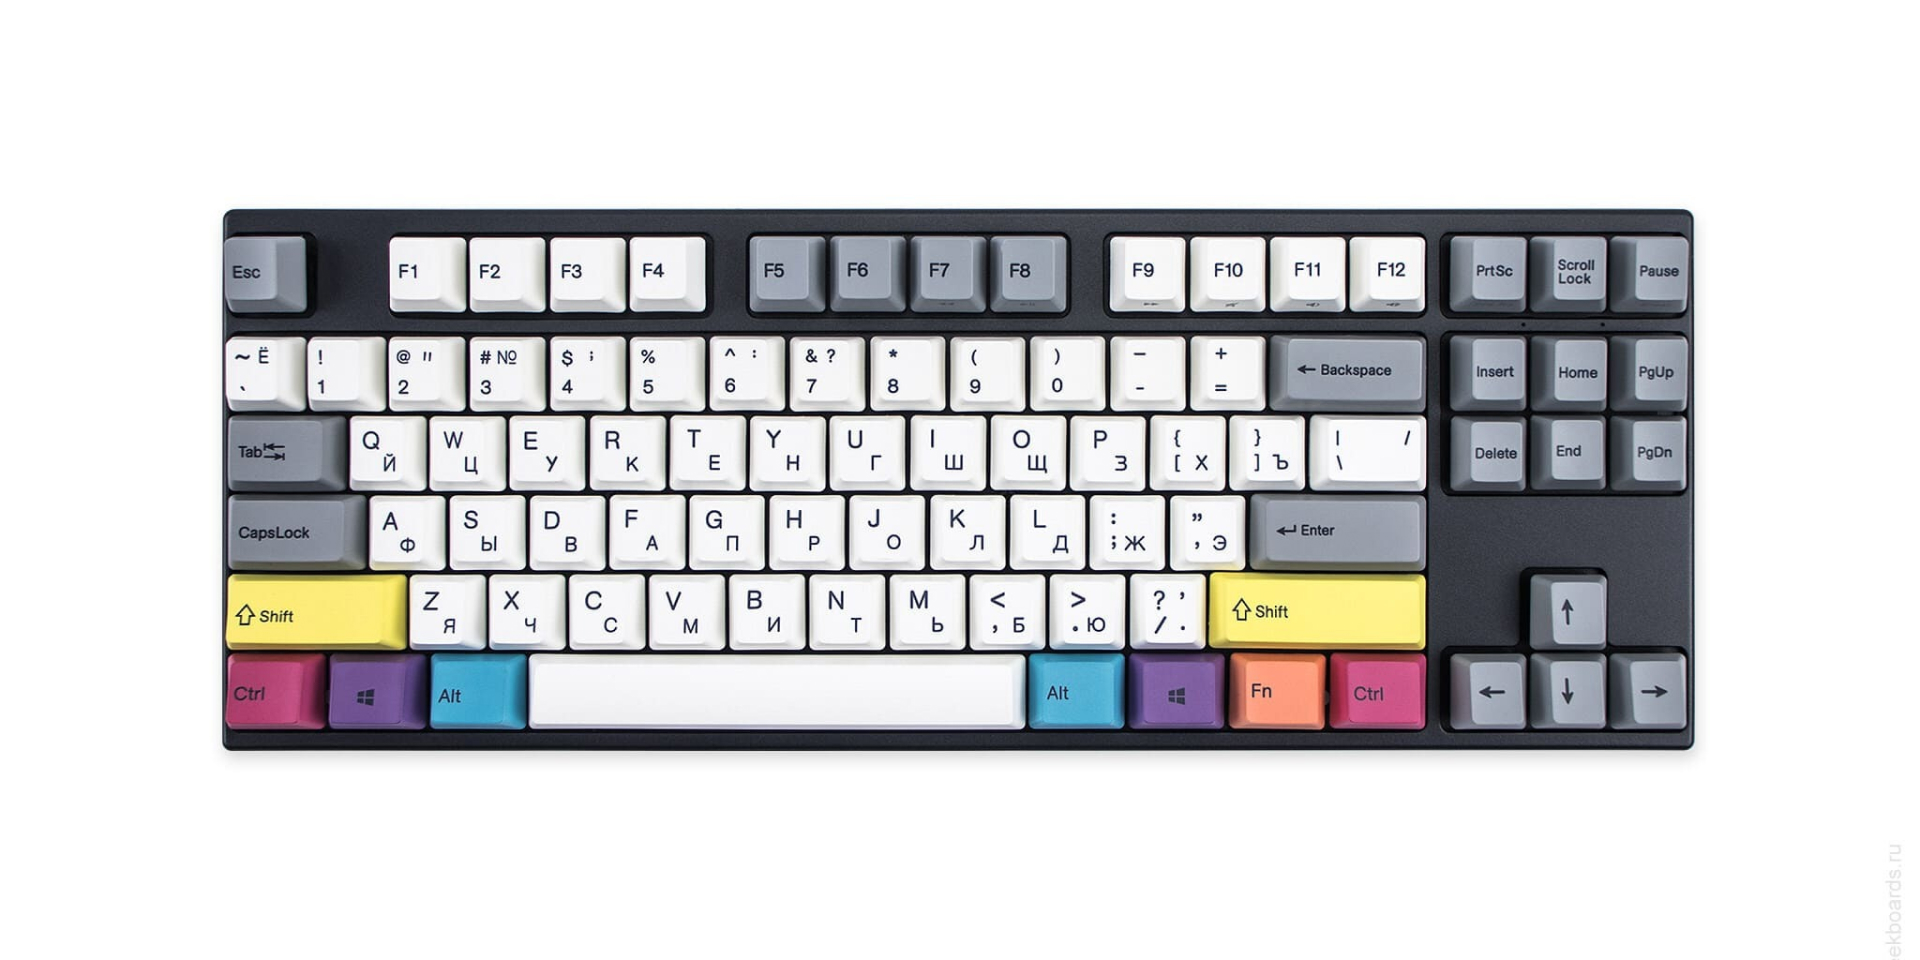 Esc F1 F2 F3 F4 F5 F6 F7 F8 F9 F10 F11 F12 PrtSc Scroll Lock Pause
~ Ё ` ! 1 @ " 2 # № 3 $ ; 4 % 5 ^ : 6 & ? 7 * 8 ( 9 ) 0 — - + = ← Backspace Insert Home PgUp
Tab Q Й W Ц E У R К T Е Y Н U Г I Ш O Щ P З { [ Х } ] Ъ | / \ Delete End PgDn
CapsLock A Ф S Ы D В F А G П H Р J О K Л L Д : ; Ж " ' Э ↵ Enter
⇧ Shift Z Я X Ч C С V М B И N Т M Ь < , Б > . Ю ? , / . ⇧ Shift ↑
Ctrl Alt Alt Fn Ctrl ← ↓ →
ekboards.ru